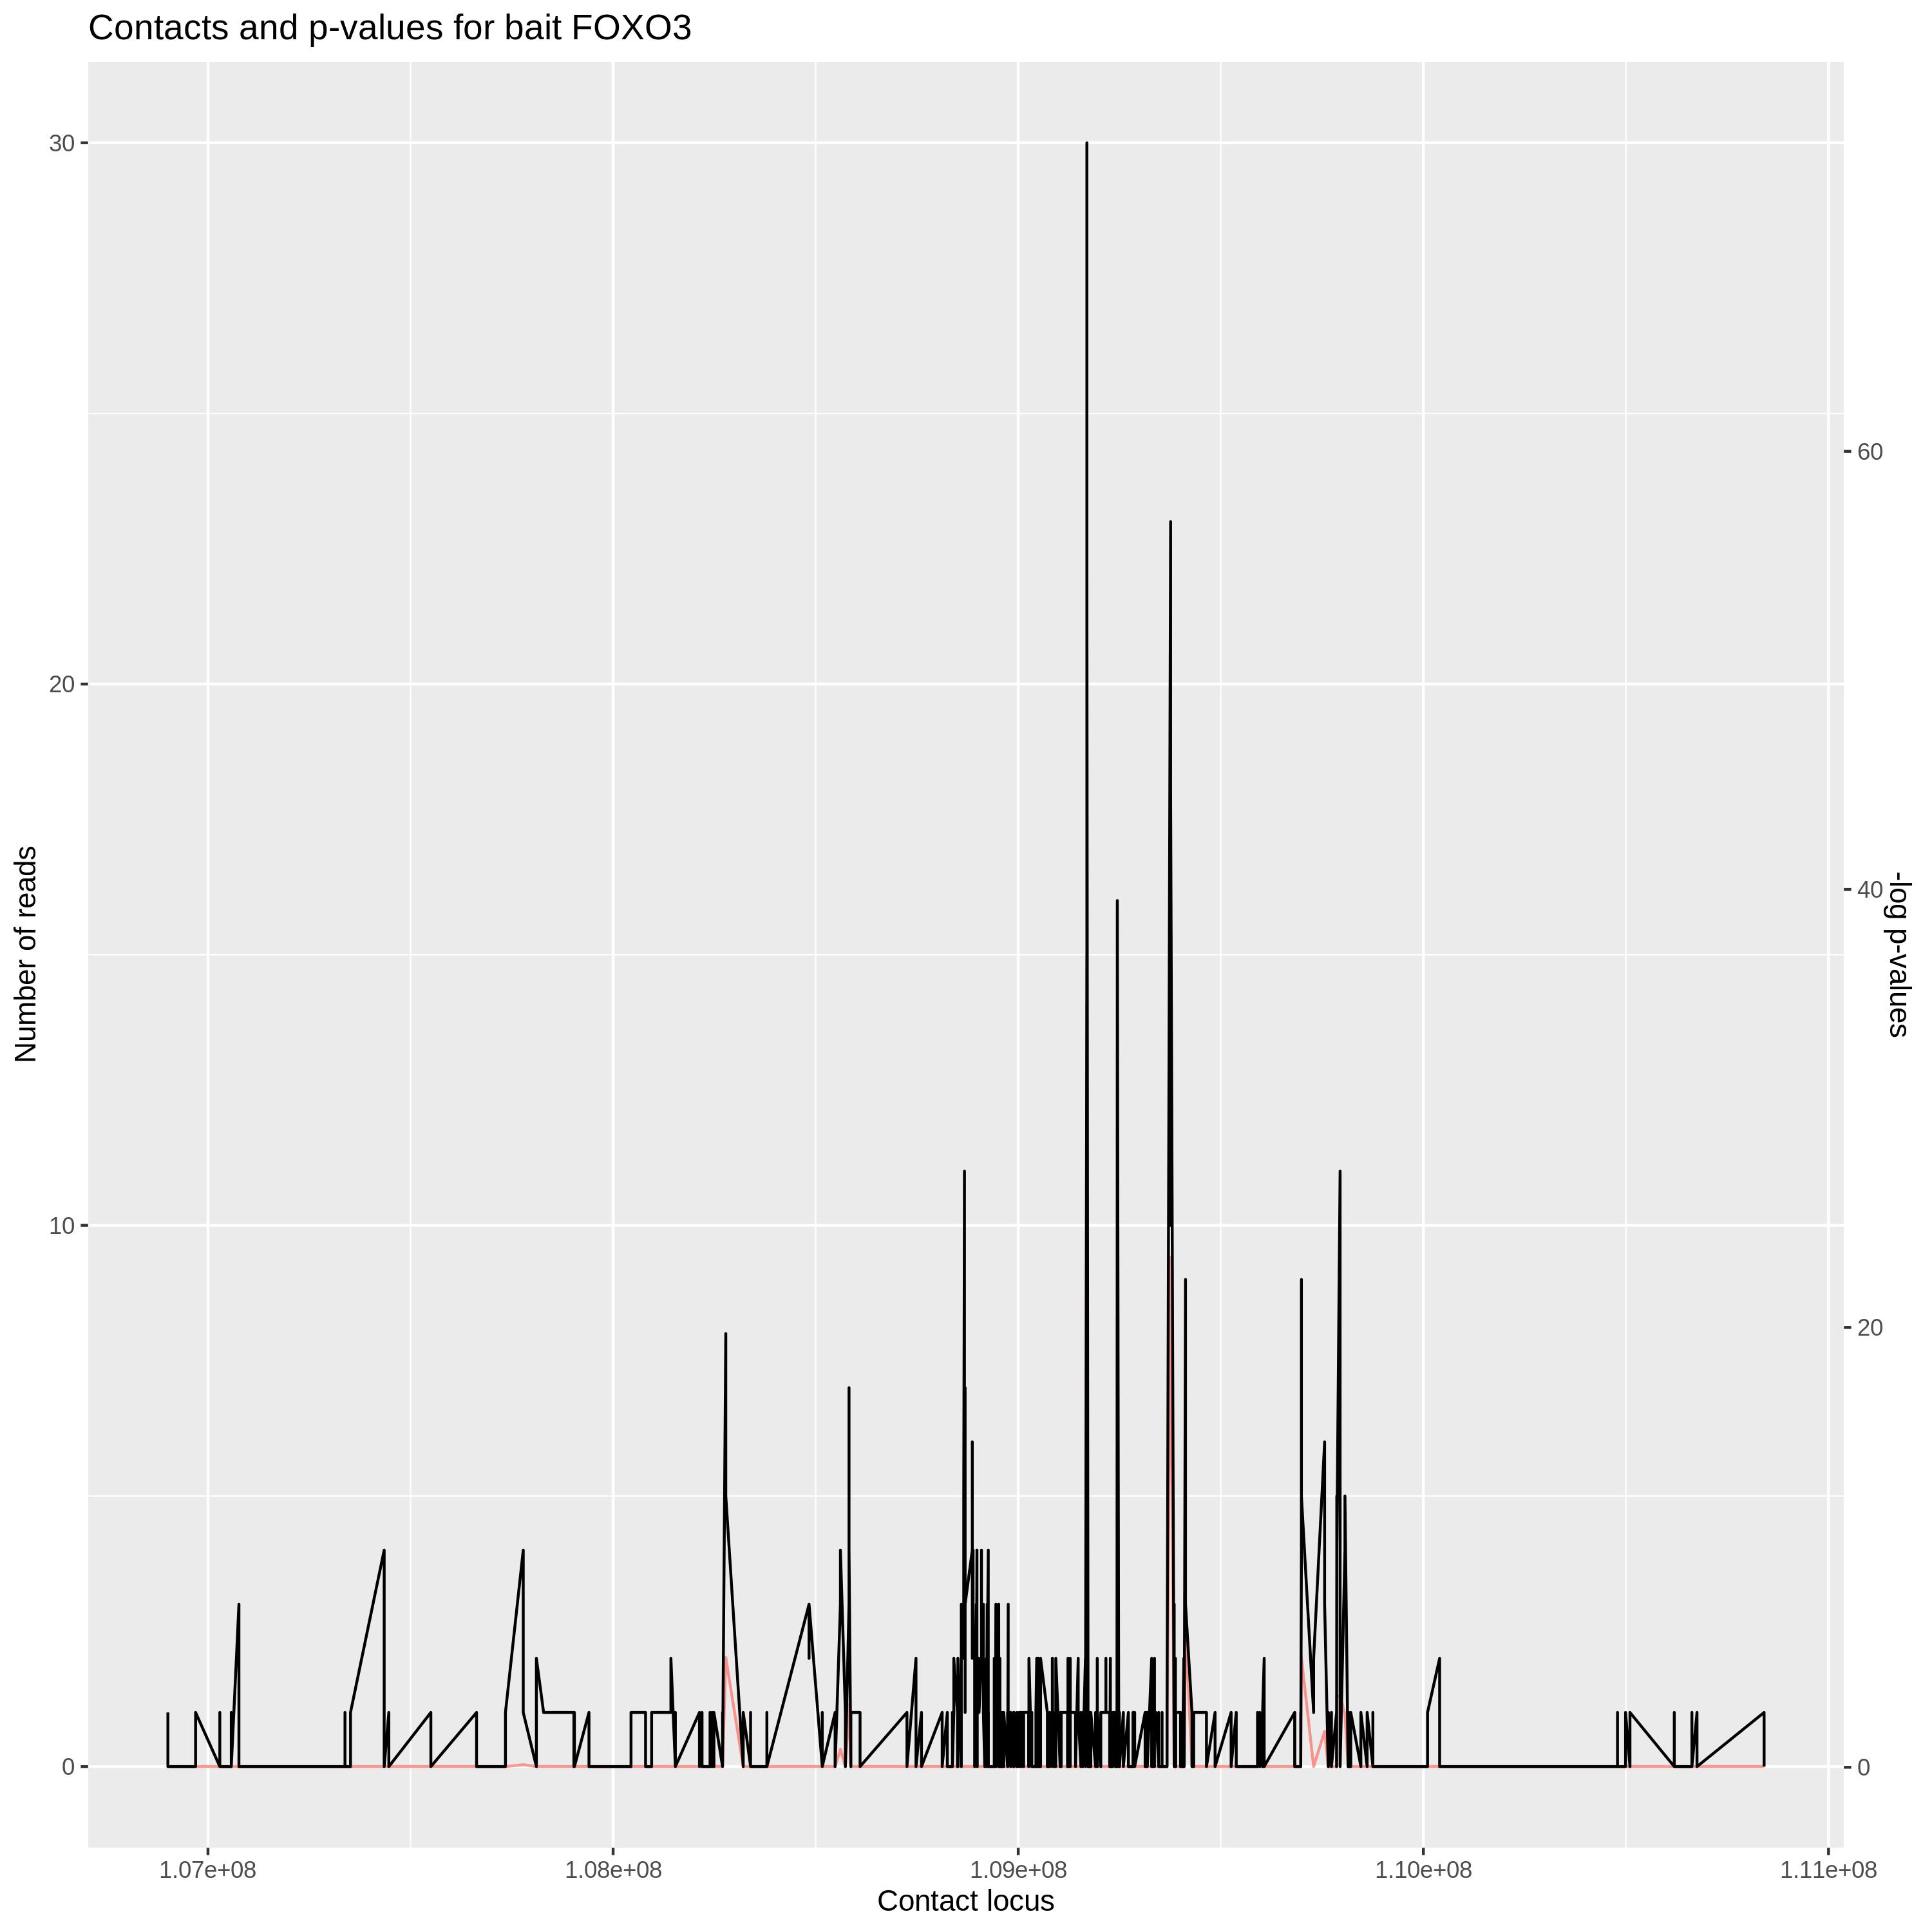 Contacts and p-values for bait FOXO3
30
20
10
0
Number of reads
60
40
20
0
-log p-values
1.07e+08 1.08e+08 1.09e+08 1.10e+08 1.11e+08
Contact locus